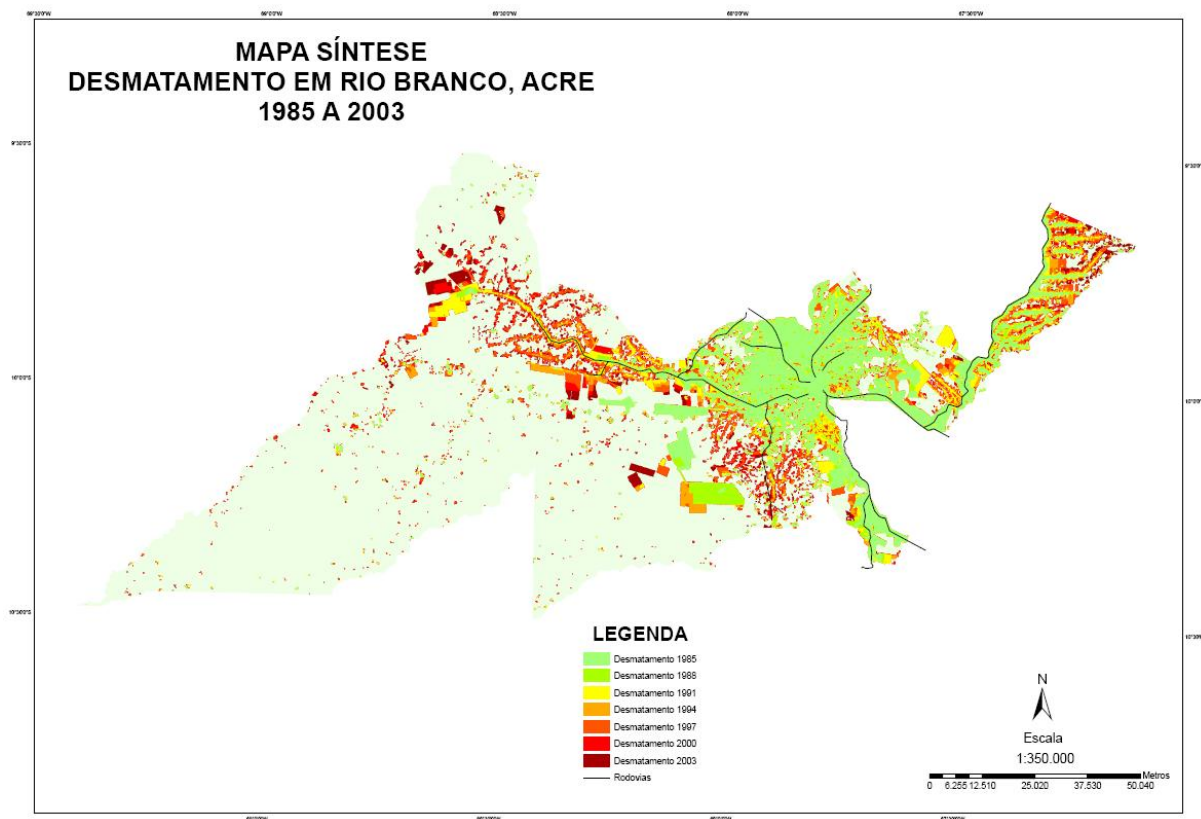 MAPA SÍNTESE
DESMATAMENTO EM RIO BRANCO, ACRE
1985 A 2003
LEGENDA
Desmatamento 1985
Desmatamento 1988
Desmatamento 1991
Desmatamento 1994
Desmatamento 1997
Desmatamento 2000
Desmatamento 2003
Rodovias
N
Escala
1:350.000
Metros
0 6.255 12.510 25.020 37.530 50.040